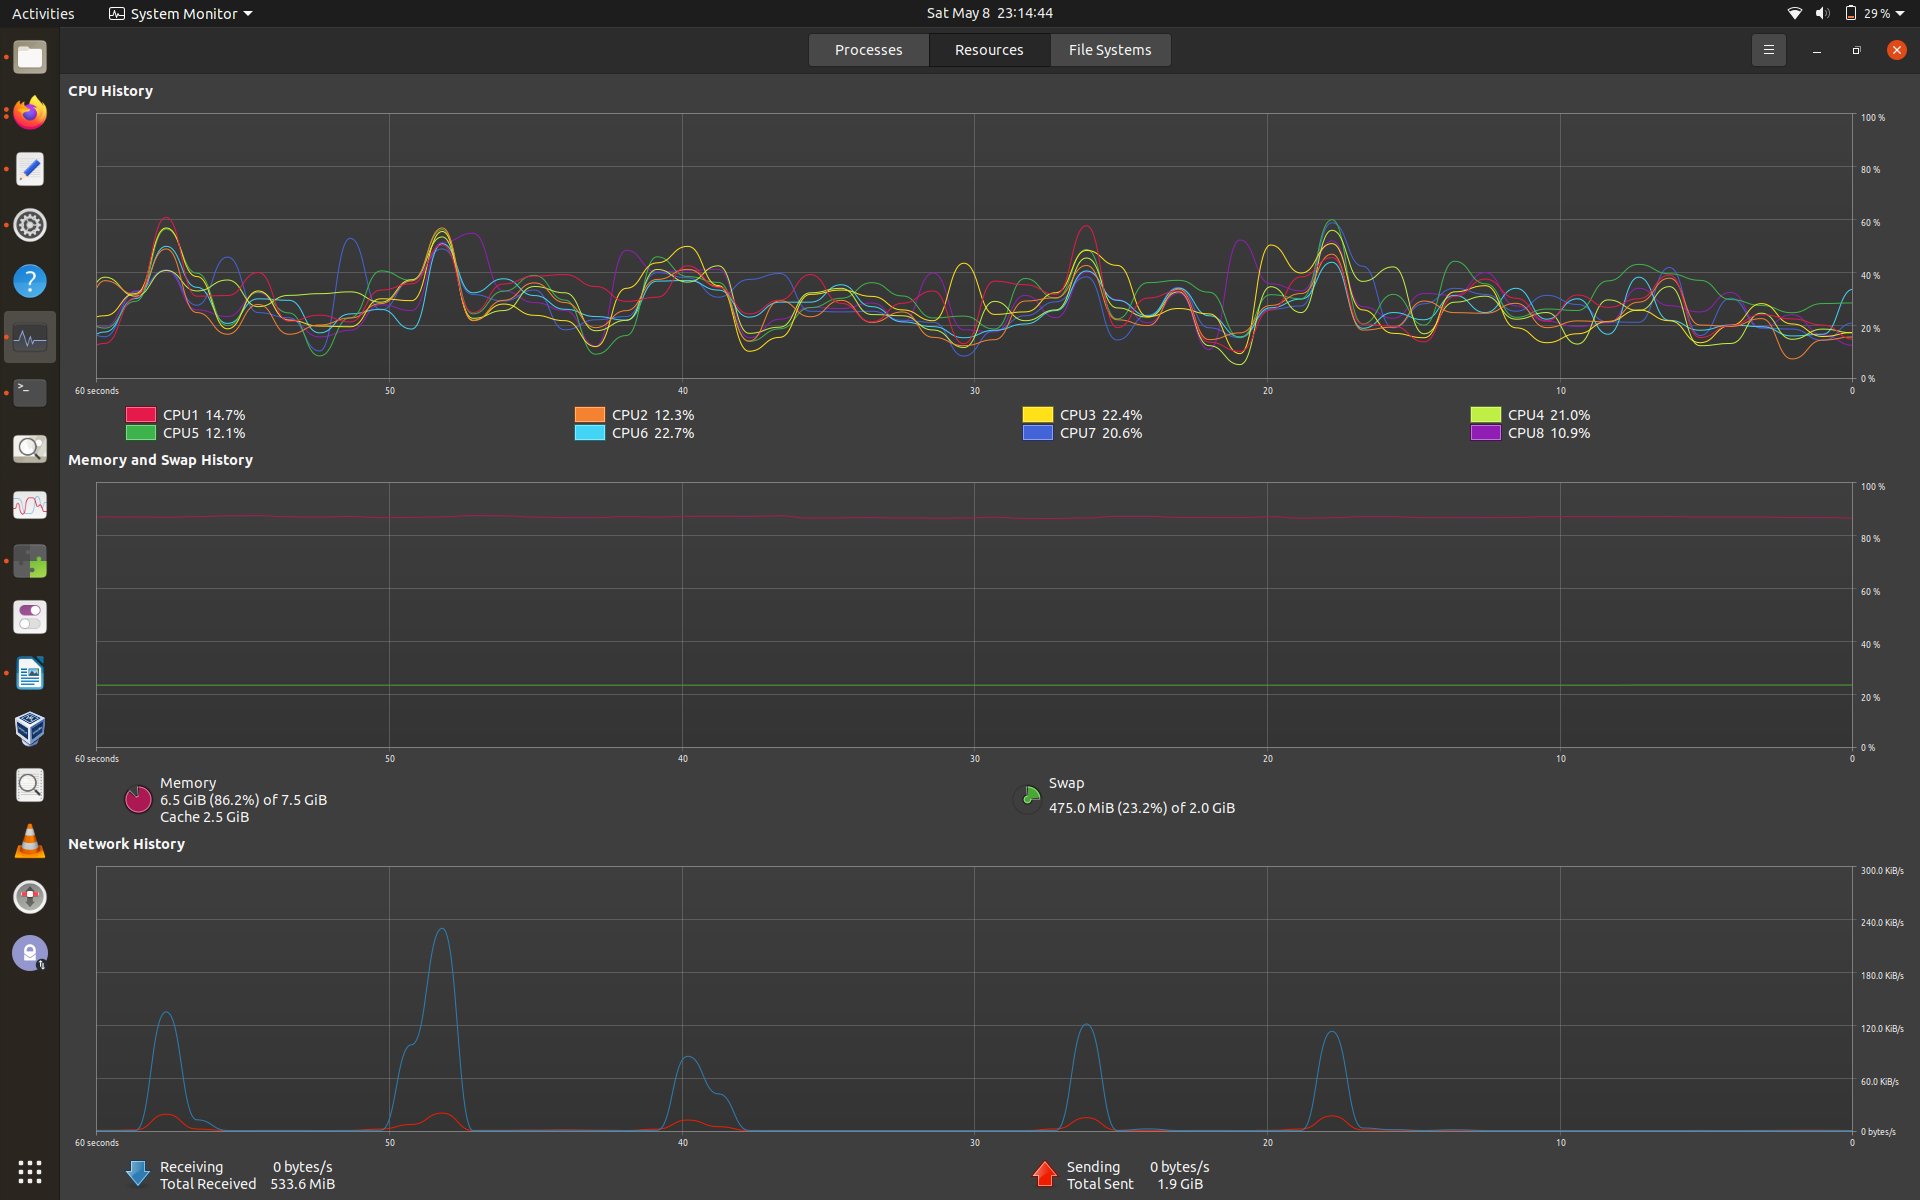 Activities
System Monitor
Sat May 8 23:14:44
29 %
Processes
Resources
File Systems
CPU History
100 %
80 %
60 %
40 %
20 %
0 %
60 seconds 50 40 30 20 10 0
CPU1 14.7% CPU2 12.3% CPU3 22.4% CPU4 21.0%
CPU5 12.1% CPU6 22.7% CPU7 20.6% CPU8 10.9%
Memory and Swap History
100 %
80 %
60 %
40 %
20 %
0 %
60 seconds 50 40 30 20 10 0
Memory
6.5 GiB (86.2%) of 7.5 GiB
Cache 2.5 GiB
Swap
475.0 MiB (23.2%) of 2.0 GiB
Network History
300.0 KiB/s
240.0 KiB/s
180.0 KiB/s
120.0 KiB/s
60.0 KiB/s
0 bytes/s
60 seconds 50 40 30 20 10 0
Receiving 0 bytes/s
Total Received 533.6 MiB
Sending 0 bytes/s
Total Sent 1.9 GiB